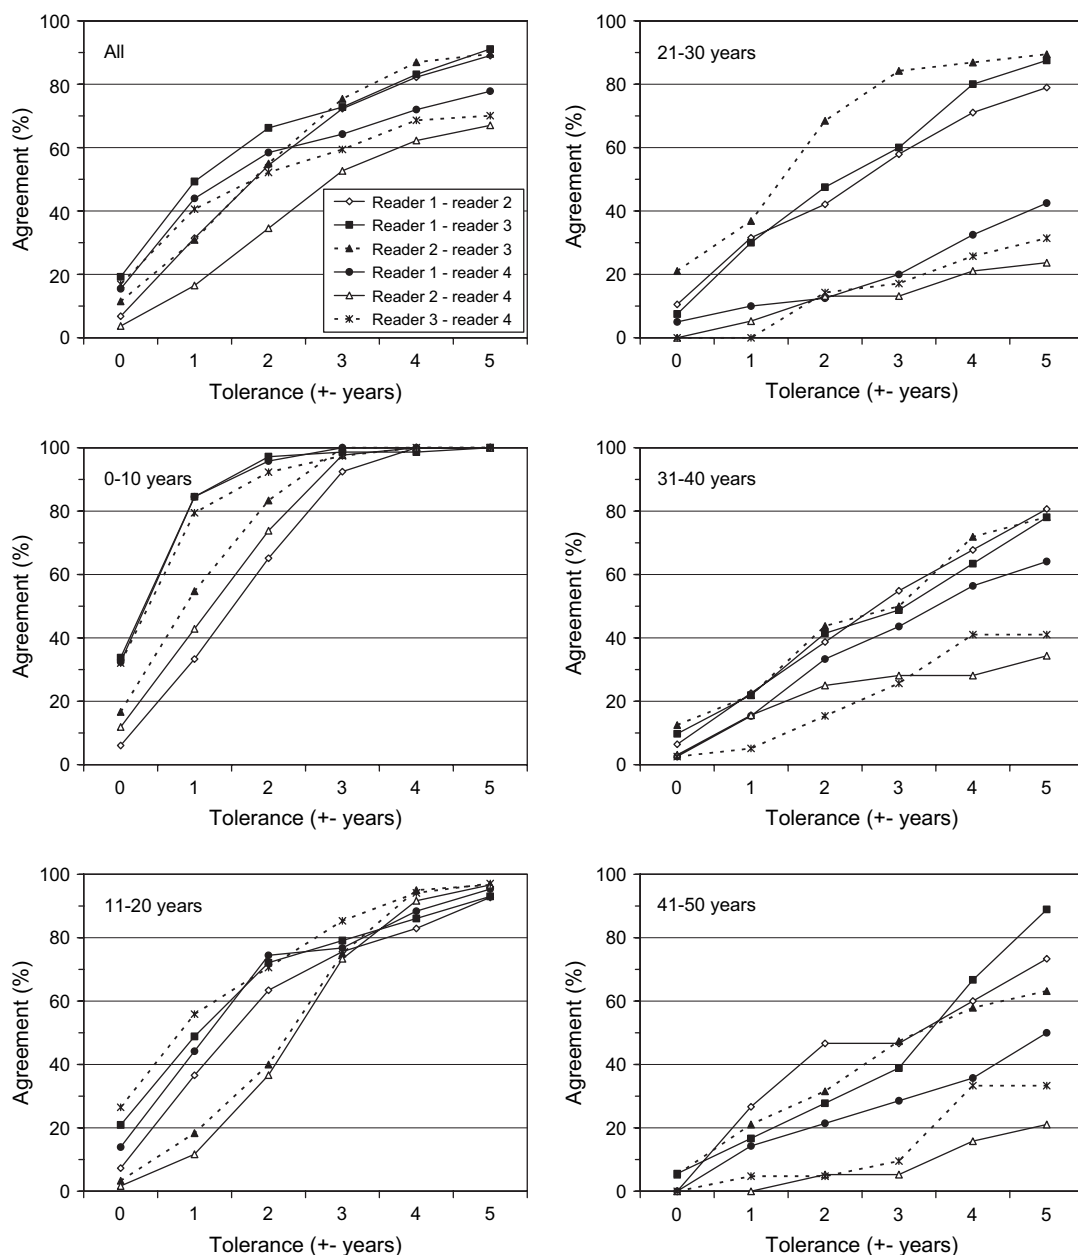 All
Agreement (%)
100
80
60
40
20
0
Reader 1 - reader 2
Reader 1 - reader 3
Reader 2 - reader 3
Reader 1 - reader 4
Reader 2 - reader 4
Reader 3 - reader 4
0 1 2 3 4 5
Tolerance (+- years)
21-30 years
Agreement (%)
100
80
60
40
20
0
0 1 2 3 4 5
Tolerance (+- years)
0-10 years
Agreement (%)
100
80
60
40
20
0
0 1 2 3 4 5
Tolerance (+- years)
31-40 years
Agreement (%)
100
80
60
40
20
0
0 1 2 3 4 5
Tolerance (+- years)
11-20 years
Agreement (%)
100
80
60
40
20
0
0 1 2 3 4 5
Tolerance (+- years)
41-50 years
Agreement (%)
100
80
60
40
20
0
0 1 2 3 4 5
Tolerance (+- years)